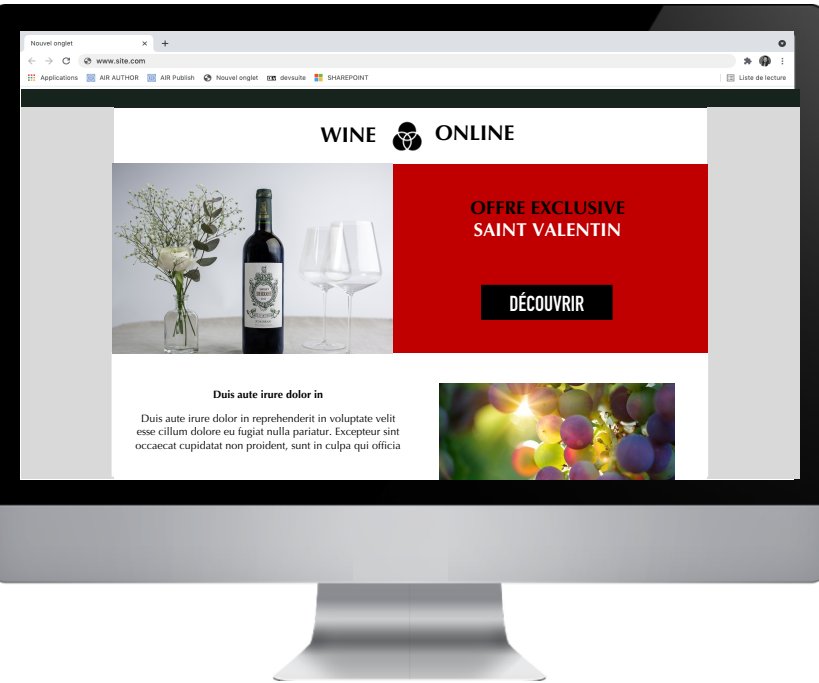 Nouvel onglet
www.site.com
Applications AIR AUTHOR AIR Publish Nouvel onglet devsuite SHAREPOINT Liste de lecture
WINE ONLINE
OFFRE EXCLUSIVE
SAINT VALENTIN
DÉCOUVRIR
Duis aute irure dolor in
Duis aute irure dolor in reprehenderit in voluptate velit
esse cillum dolore eu fugiat nulla pariatur. Excepteur sint
occaecat cupidatat non proident, sunt in culpa qui officia